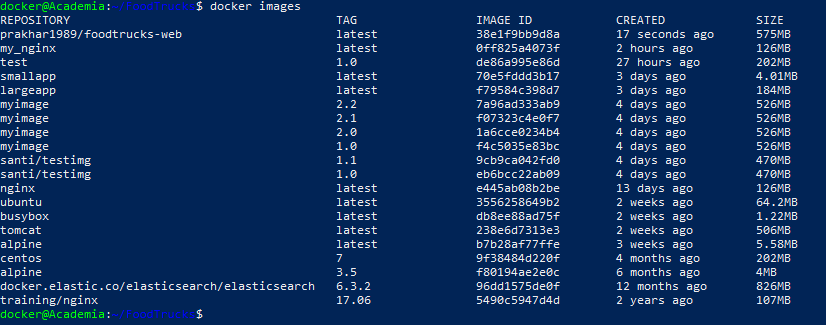 docker@Academia:~/FoodTrucks$ docker images
REPOSITORY TAG IMAGE ID CREATED SIZE
prakhar1989/foodtrucks-web latest 38e1f9bb9d8a 17 seconds ago 575MB
my_nginx latest 0ff825a4073f 2 hours ago 126MB
test 1.0 de86a995e86d 27 hours ago 202MB
smallapp latest 70e5fddd3b17 3 days ago 4.01MB
largeapp latest f79584c398d7 3 days ago 184MB
myimage 2.2 7a96ad333ab9 4 days ago 526MB
myimage 2.1 f07323c4e0f7 4 days ago 526MB
myimage 2.0 1a6cce0234b4 4 days ago 526MB
myimage 1.0 f4c5035e83bc 4 days ago 526MB
santi/testimg 1.1 9cb9ca042fd0 4 days ago 470MB
santi/testimg 1.0 eb6bcc22ab09 4 days ago 470MB
nginx latest e445ab08b2be 13 days ago 126MB
ubuntu latest 3556258649b2 2 weeks ago 64.2MB
busybox latest db8ee88ad75f 2 weeks ago 1.22MB
tomcat latest 238e6d7313e3 2 weeks ago 506MB
alpine latest b7b28af77ffe 3 weeks ago 5.58MB
centos 7 9f38484d220f 4 months ago 202MB
alpine 3.5 f80194ae2e0c 6 months ago 4MB
docker.elastic.co/elasticsearch/elasticsearch 6.3.2 96dd1575de0f 12 months ago 826MB
training/nginx 17.06 5490c5947d4d 2 years ago 107MB
docker@Academia:~/FoodTrucks$